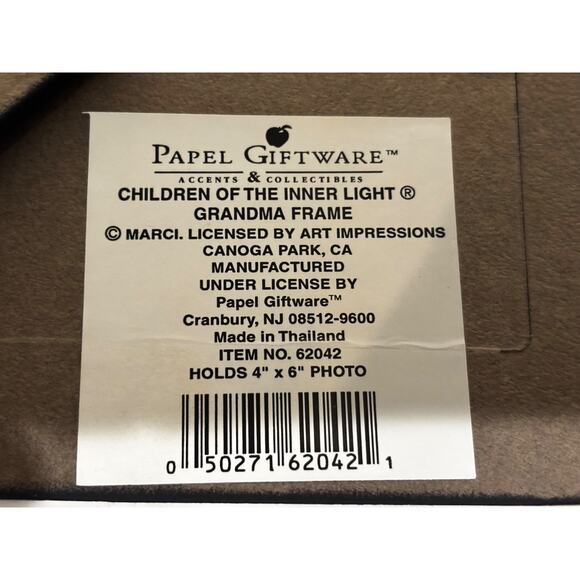 PAPEL GIFTWARE™
ACCENTS & COLLECTIBLES
CHILDREN OF THE INNER LIGHT ®
GRANDMA FRAME
© MARCI. LICENSED BY ART IMPRESSIONS
CANOGA PARK, CA
MANUFACTURED
UNDER LICENSE BY
Papel Giftware™
Cranbury, NJ 08512-9600
Made in Thailand
ITEM NO. 62042
HOLDS 4" x 6" PHOTO
0 50271 62042 1